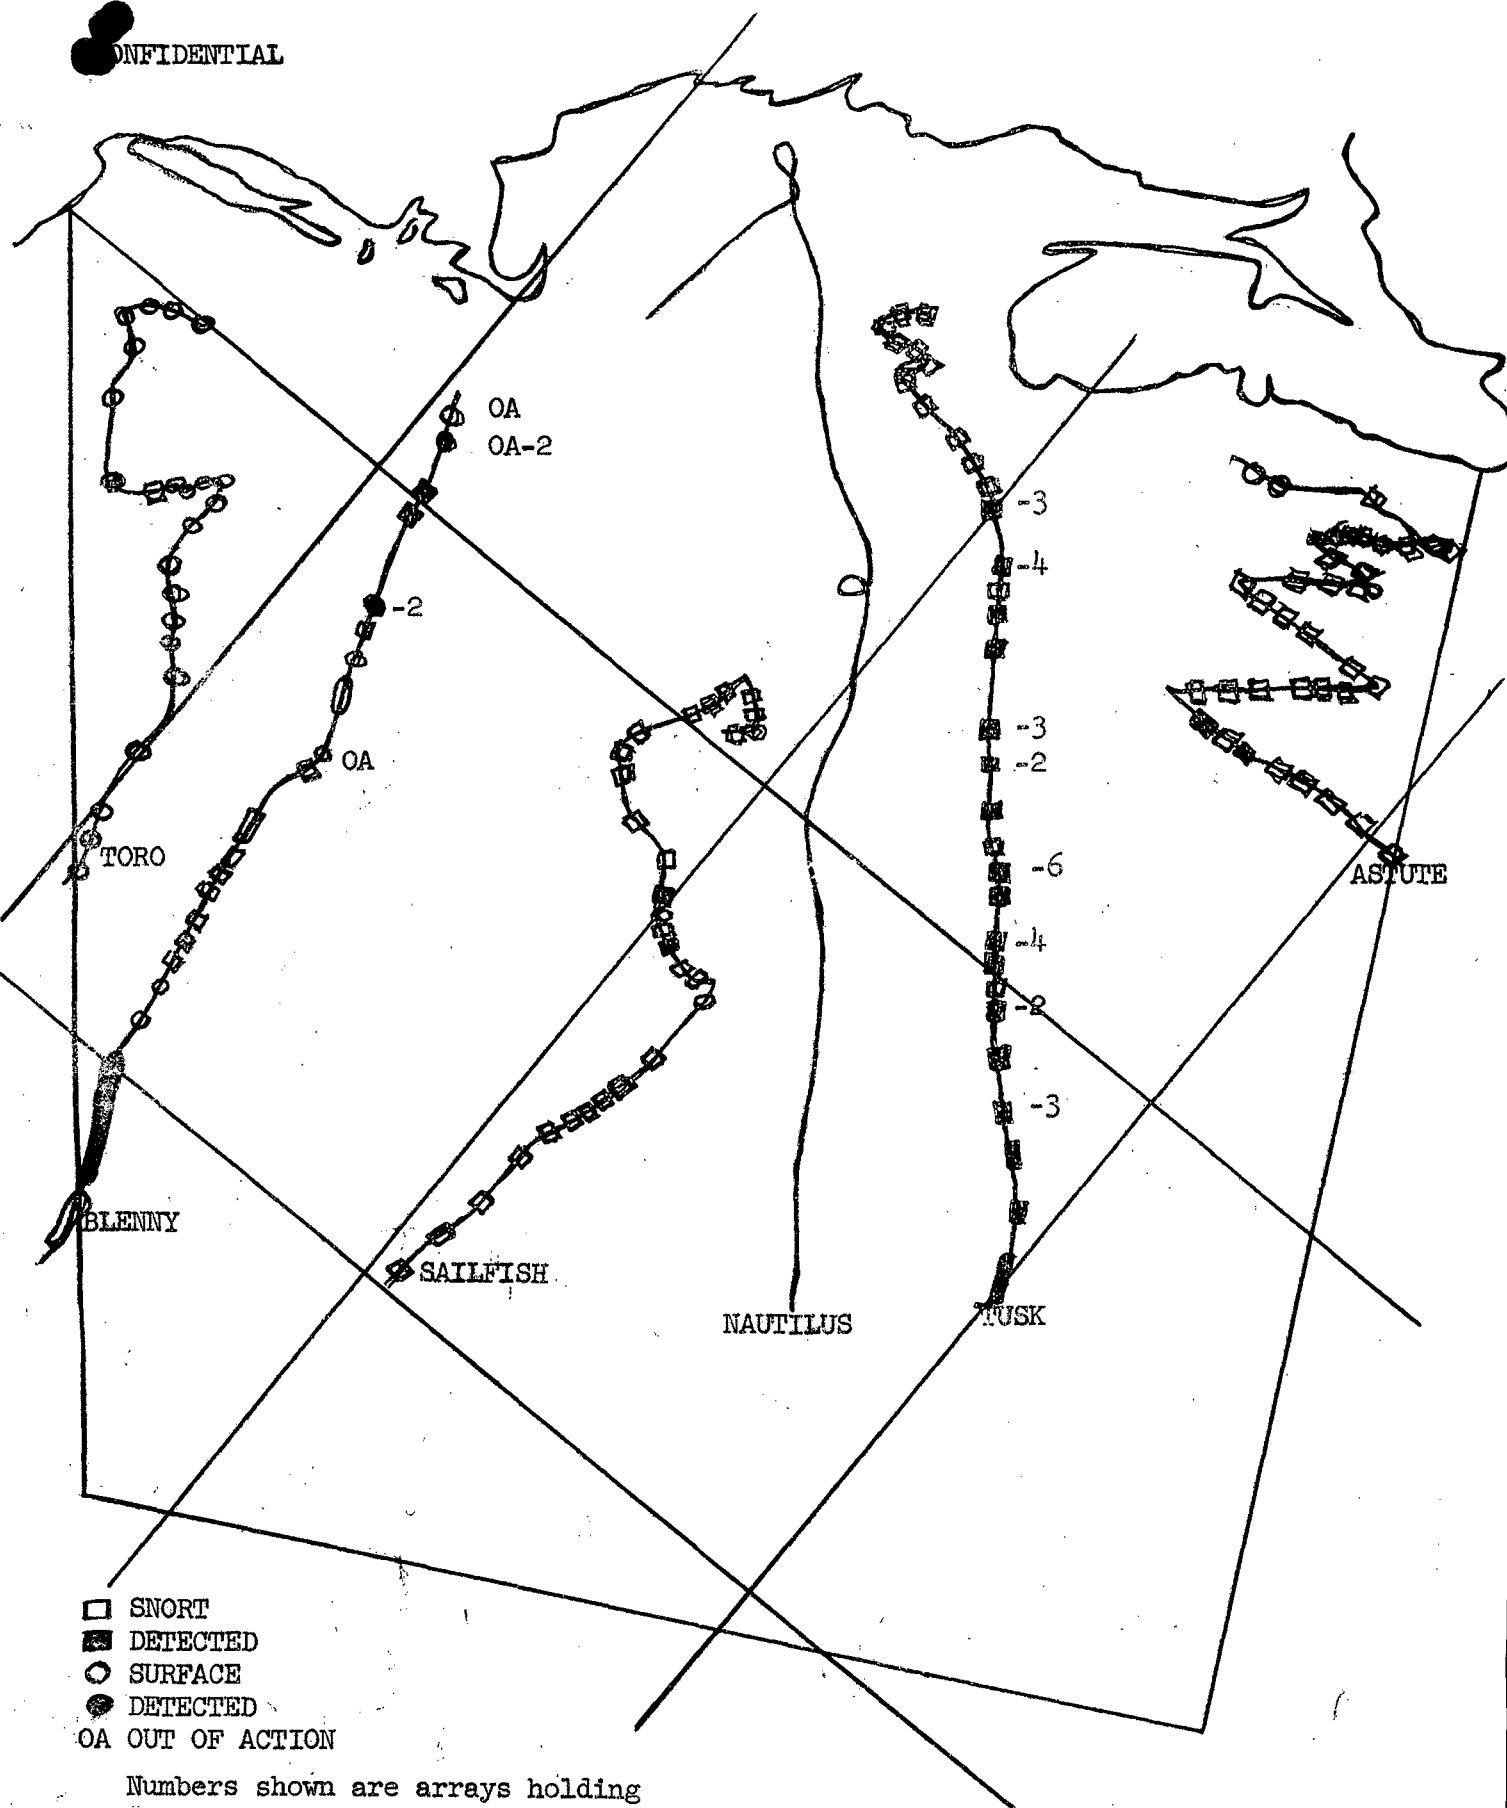 CONFIDENTIAL
OA
OA-2
-3
-4
-2
-3
OA
-2
TORO
-6
ASTUTE
-4
-2
-3
BLENNY
SAILFISH
NAUTILUS
TUSK
SNORT
DETECTED
SURFACE
DETECTED
OA OUT OF ACTION
Numbers shown are arrays holding